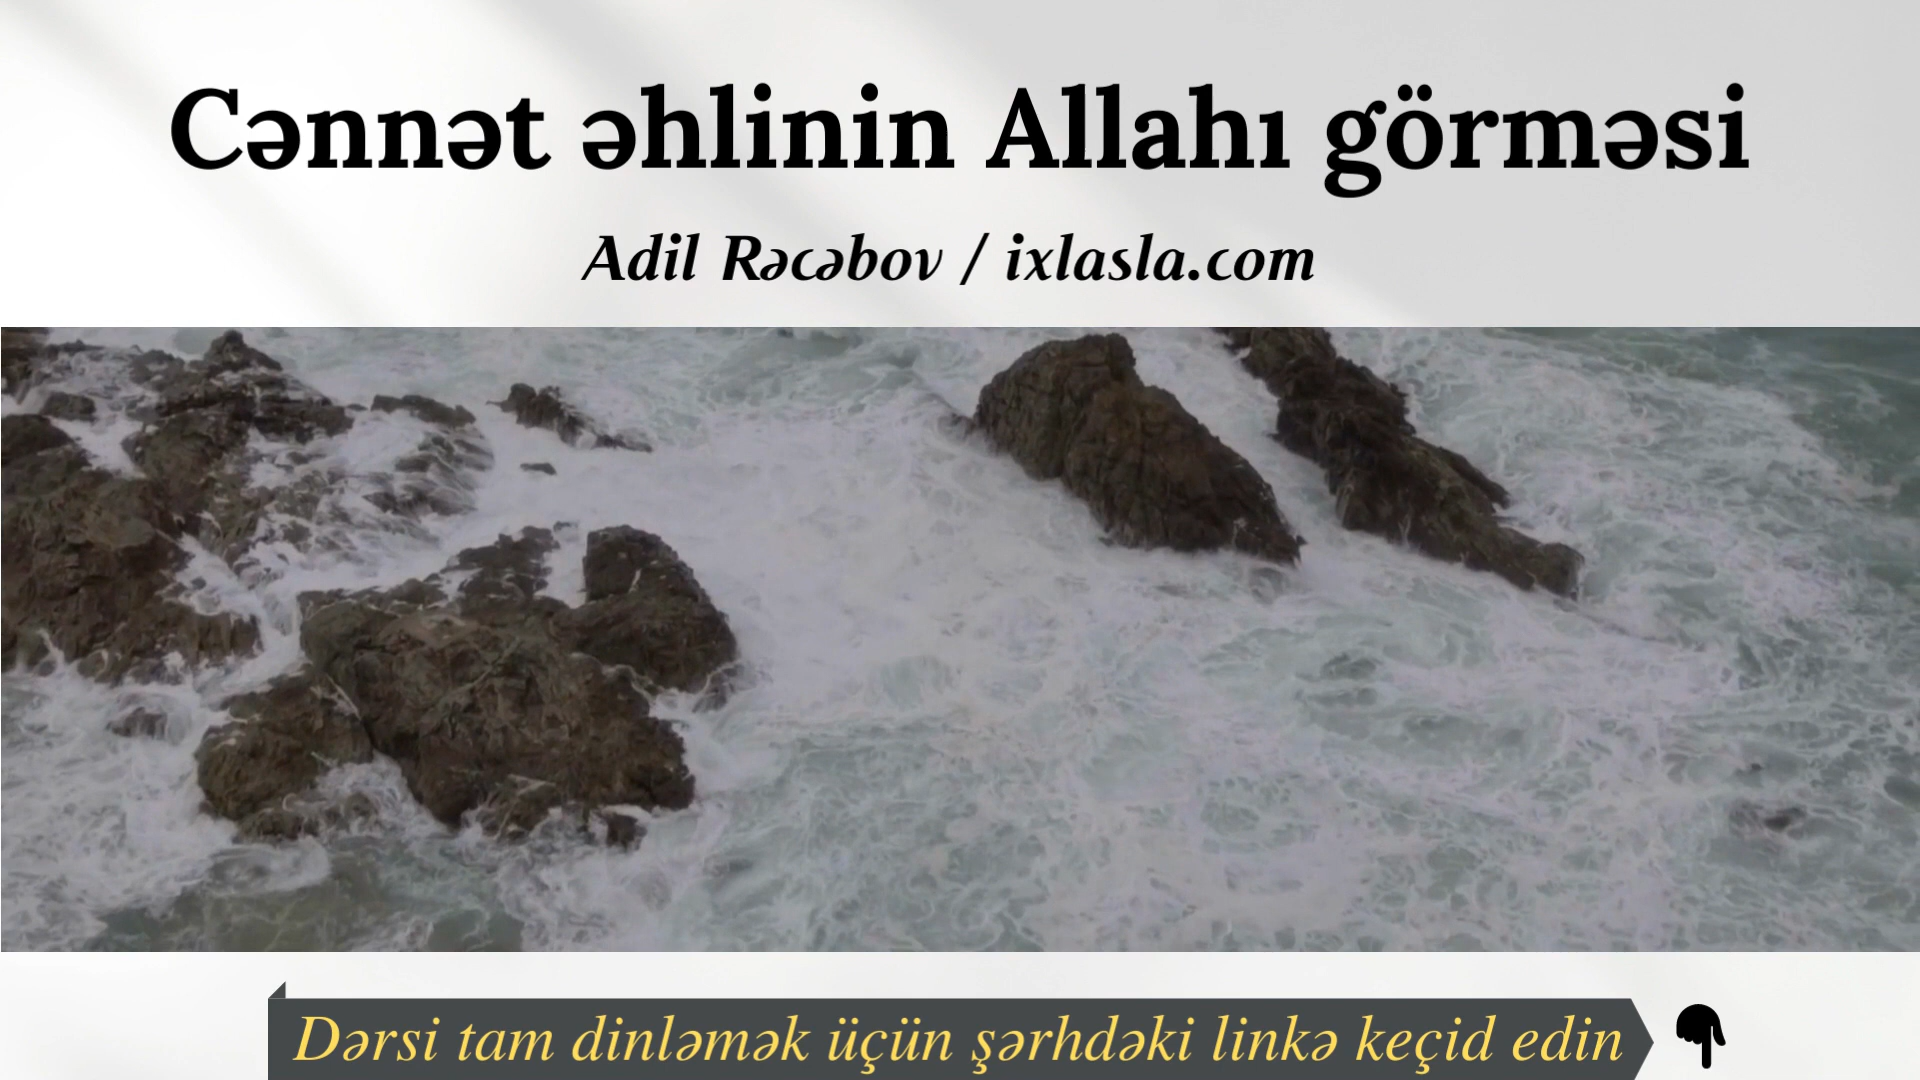 Cənnət əhlinin Allahı görməsi
Adil Rəcəbov / ixlasla.com
Dərsi tam dinləmək üçün şərhdəki linkə keçid edin